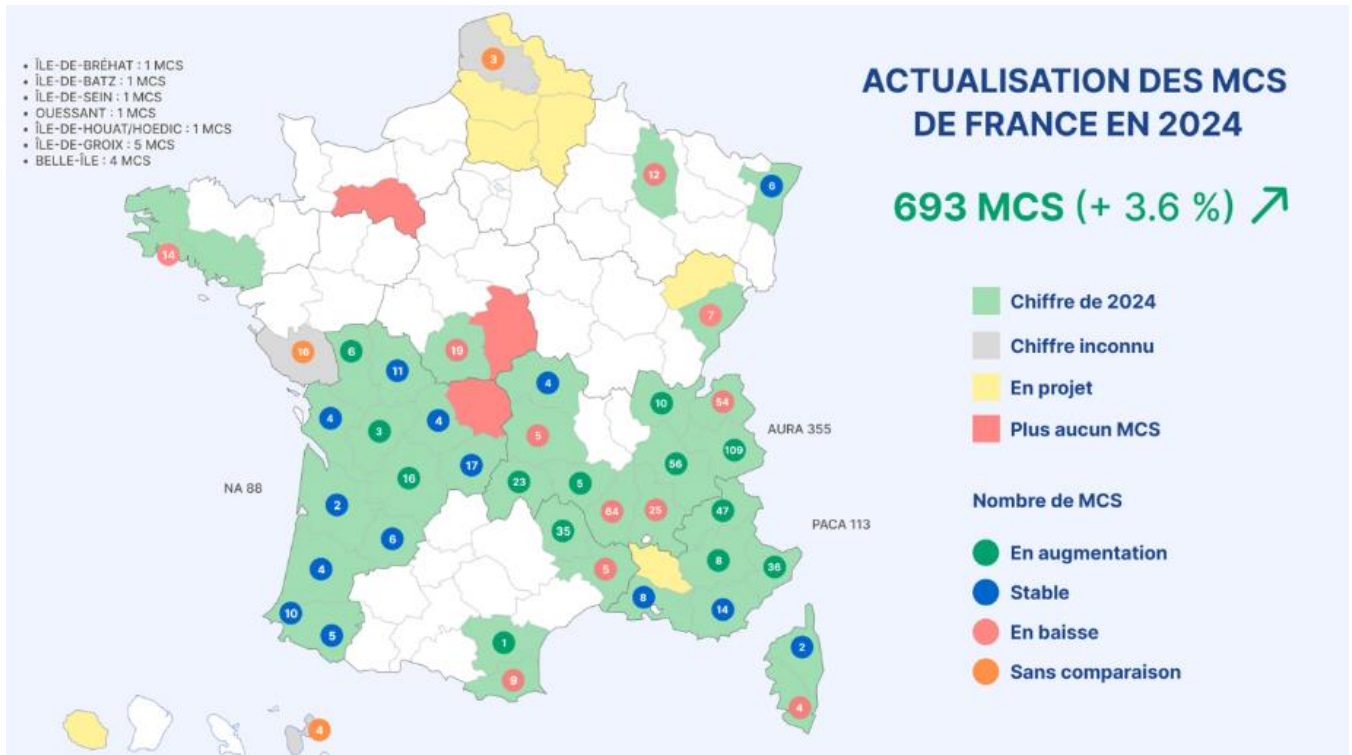 • ÎLE-DE-BRÉHAT : 1 MCS
• ÎLE-DE-BATZ : 1 MCS
• ÎLE-DE-SEIN : 1 MCS
• OUESSANT : 1 MCS
• ÎLE-DE-HOUAT/HOEDIC : 1 MCS
• ÎLE-DE-GROIX : 5 MCS
• BELLE-ÎLE : 4 MCS
ACTUALISATION DES MCS
DE FRANCE EN 2024
693 MCS (+ 3.6 %)
Chiffre de 2024
Chiffre inconnu
En projet
Plus aucun MCS
Nombre de MCS
En augmentation
Stable
En baisse
Sans comparaison
3
12
6
14
7
16
6
19
11
4
10
54
4
3
4
5
AURA 355
109
56
17
16
23
5
NA 88
2
64
25
47
PACA 113
35
6
8
36
4
5
8
14
10
5
1
2
9
4
4